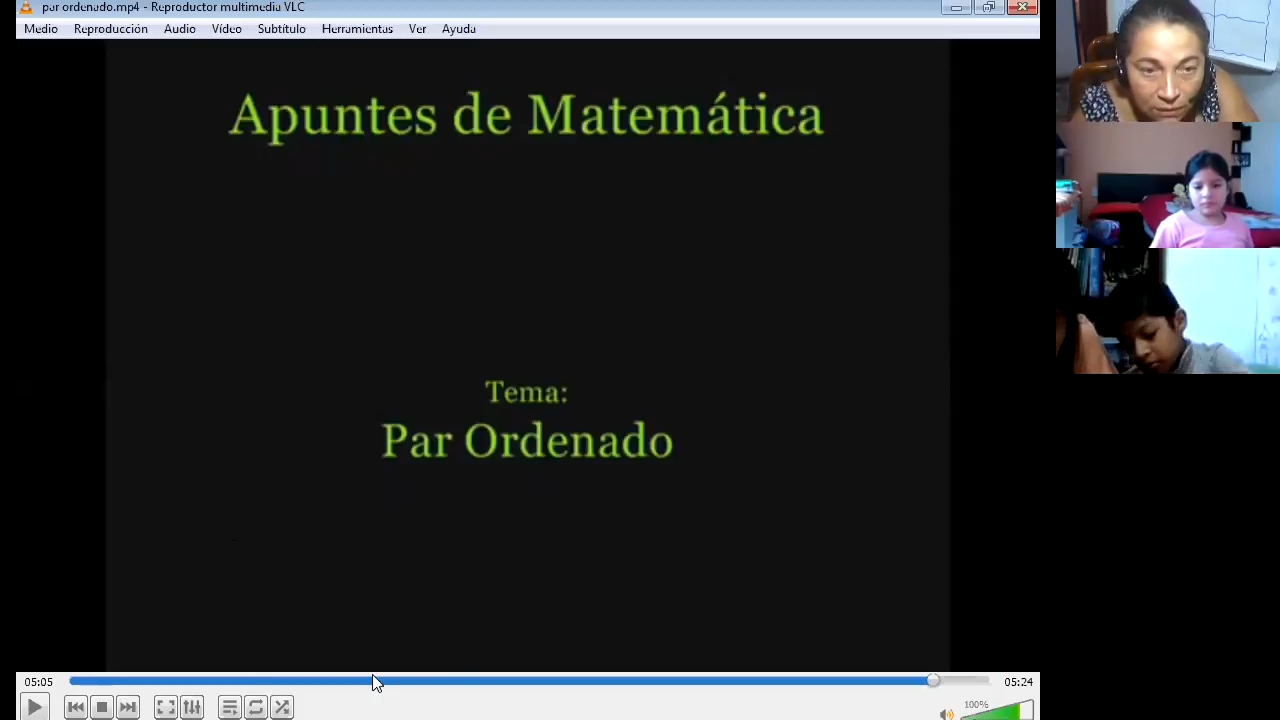 par ordenado.mp4 - Reproductor multimedia VLC
Medio Reproducción Audio Vídeo Subtítulo Herramientas Ver Ayuda
Apuntes de Matemática
Tema:
Par Ordenado
05:05
05:24
100%